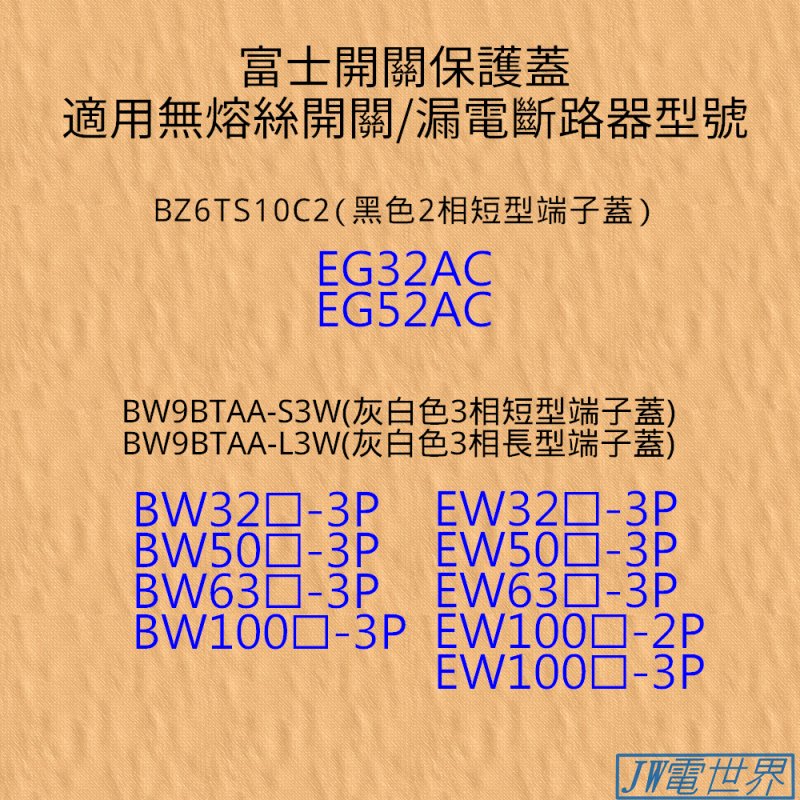 富士開關保護蓋
適用無熔絲開關/漏電斷路器型號
BZ6TS10C2(黑色2相短型端子蓋)
EG32AC
EG52AC
BW9BTAA-S3W(灰白色3相短型端子蓋)
BW9BTAA-L3W(灰白色3相長型端子蓋)
BW32□-3P
BW50□-3P
BW63□-3P
BW100□-3P
EW32□-3P
EW50□-3P
EW63□-3P
EW100□-2P
EW100□-3P
JW電世界